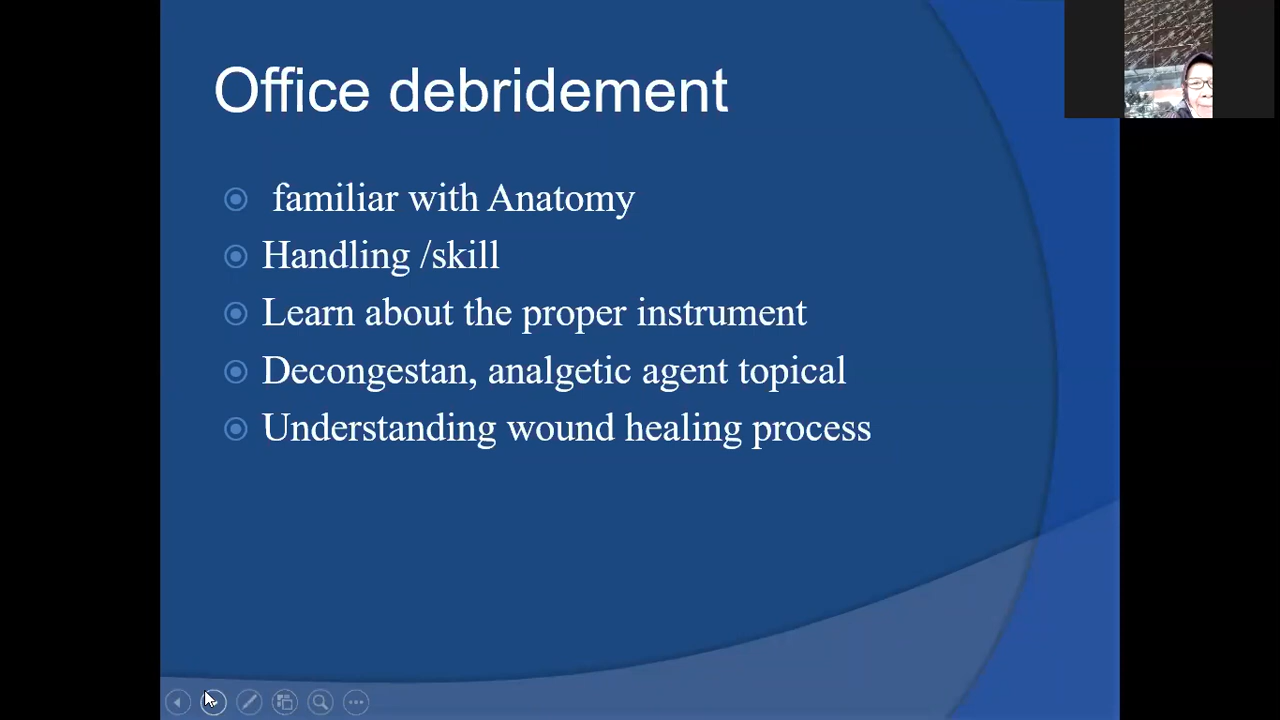 Office debridement
familiar with Anatomy
Handling /skill
Learn about the proper instrument
Decongestan, analgetic agent topical
Understanding wound healing process